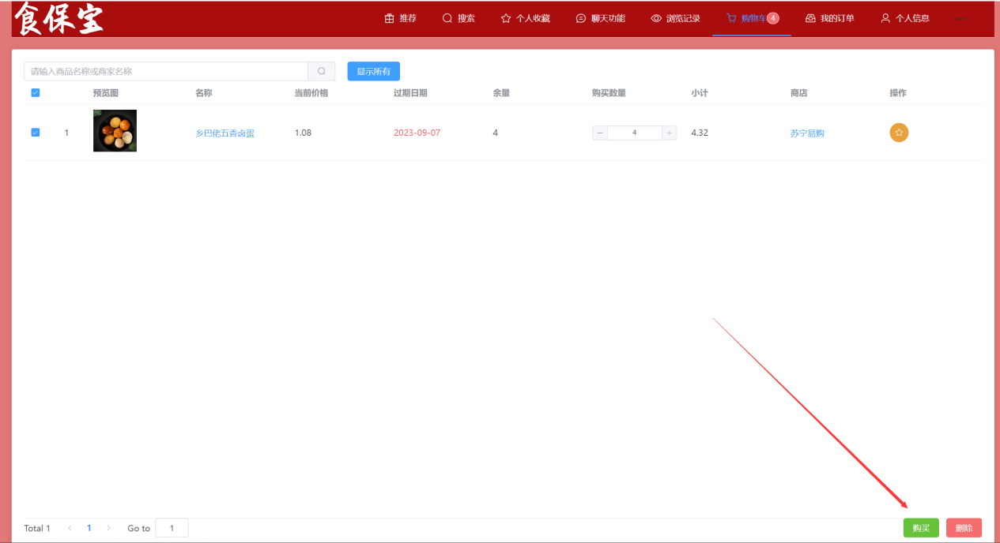 食保宝
推荐 搜索 个人收藏 聊天功能 浏览记录 购物车 4 我的订单 个人信息
请输入商品名称或商家名称 显示所有
预览图 名称 当前价格 过期日期 余量 购买数量 小计 商店 操作
1 乡巴佬五香卤蛋 1.08 2023-09-07 4 4 4.32 苏宁易购
Total 1 1 Go to 1 购买 删除